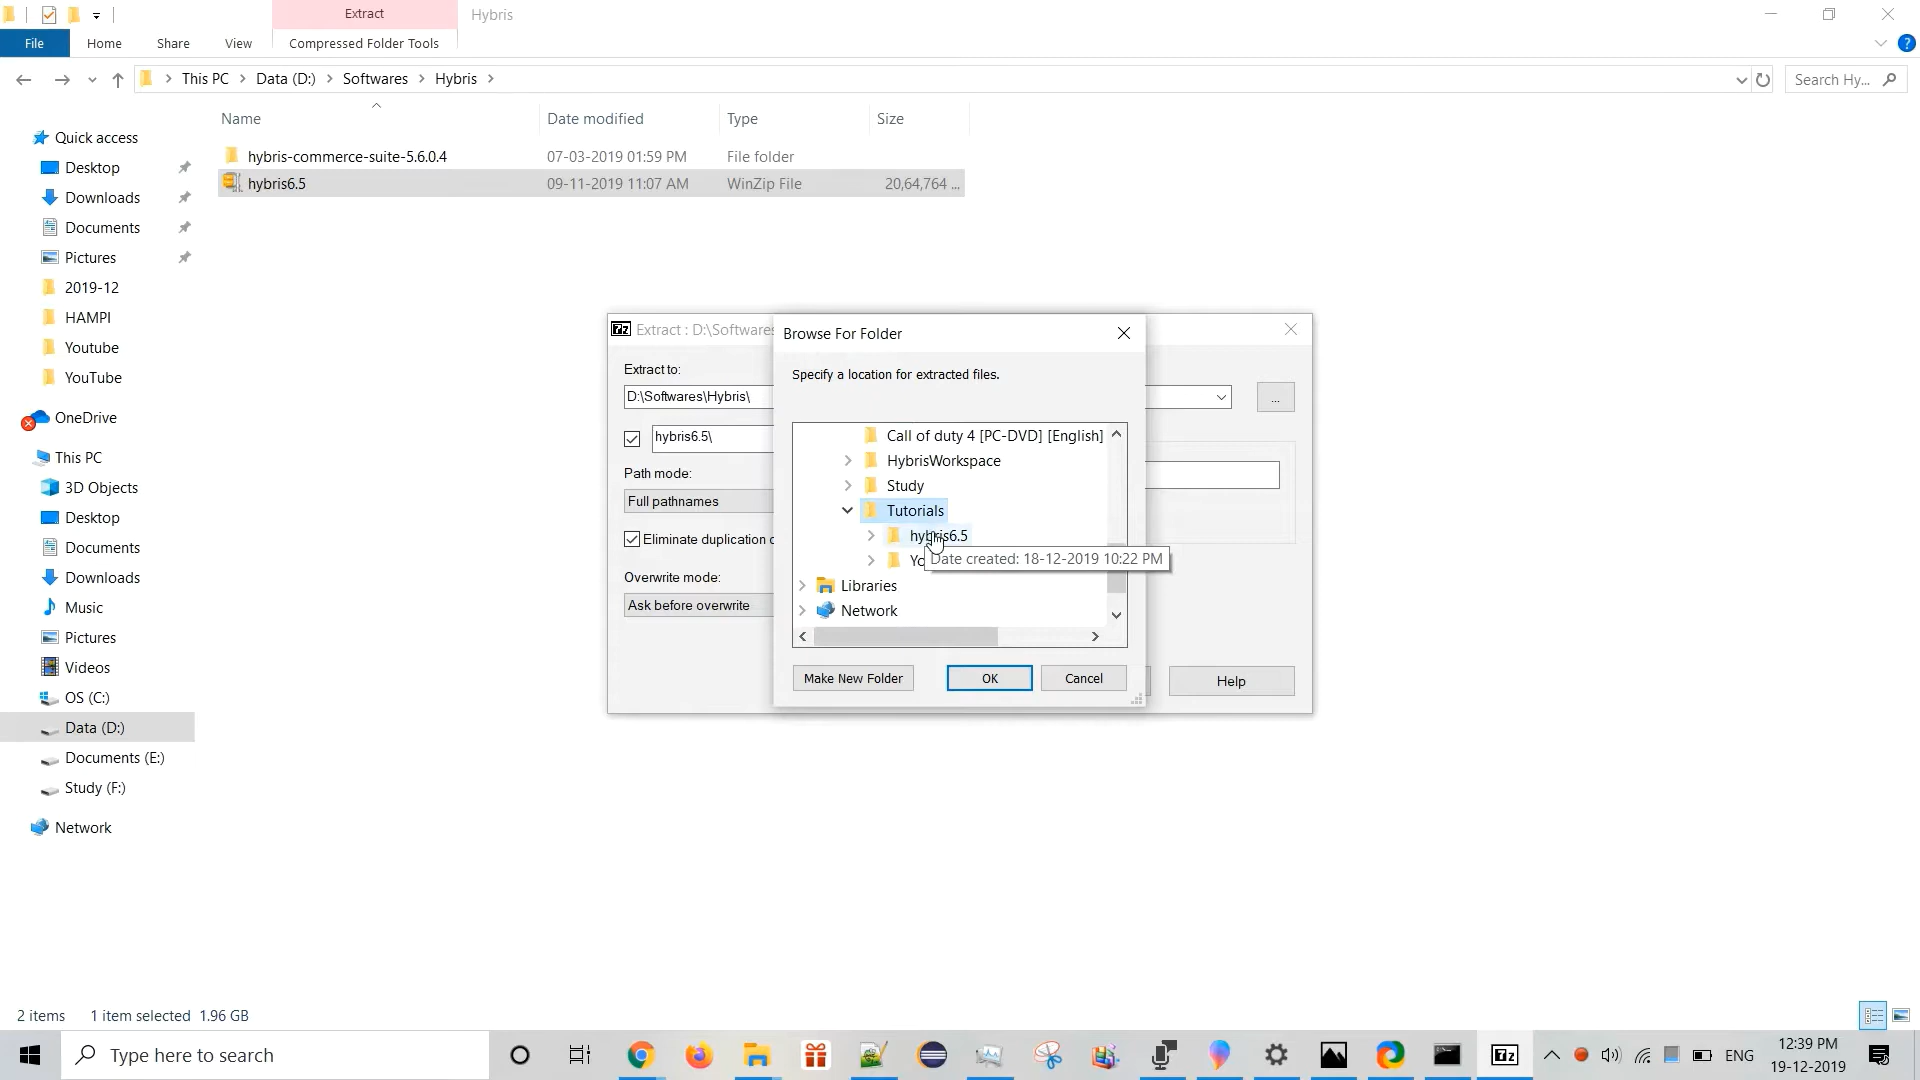 Extract
Hybris
File
Home
Share
View
Compressed Folder Tools
This PC
Data (D:)
Softwares
Hybris
Search Hy...
Name
Date modified
Type
Size
hybris-commerce-suite-5.6.0.4
07-03-2019 01:59 PM
File folder
hybris6.5
09-11-2019 11:07 AM
WinZip File
20,64,764 ...
Quick access
Desktop
Downloads
Documents
Pictures
2019-12
HAMPI
Youtube
YouTube
OneDrive
This PC
3D Objects
Desktop
Documents
Downloads
Music
Pictures
Videos
OS (C:)
Data (D:)
Documents (E:)
Study (F:)
Network
7z
Extract : D:\Softwares
Extract to:
D:\Softwares\Hybris\
...
hybris6.5\
Path mode:
Full pathnames
Eliminate duplication
Overwrite mode:
Ask before overwrite
Help
Browse For Folder
Specify a location for extracted files.
Call of duty 4 [PC-DVD] [English]
HybrisWorkspace
Study
Tutorials
hybris6.5
Date created: 18-12-2019 10:22 PM
Libraries
Network
Make New Folder
OK
Cancel
2 items
1 item selected 1.96 GB
Type here to search
7z
ENG
12:39 PM
19-12-2019